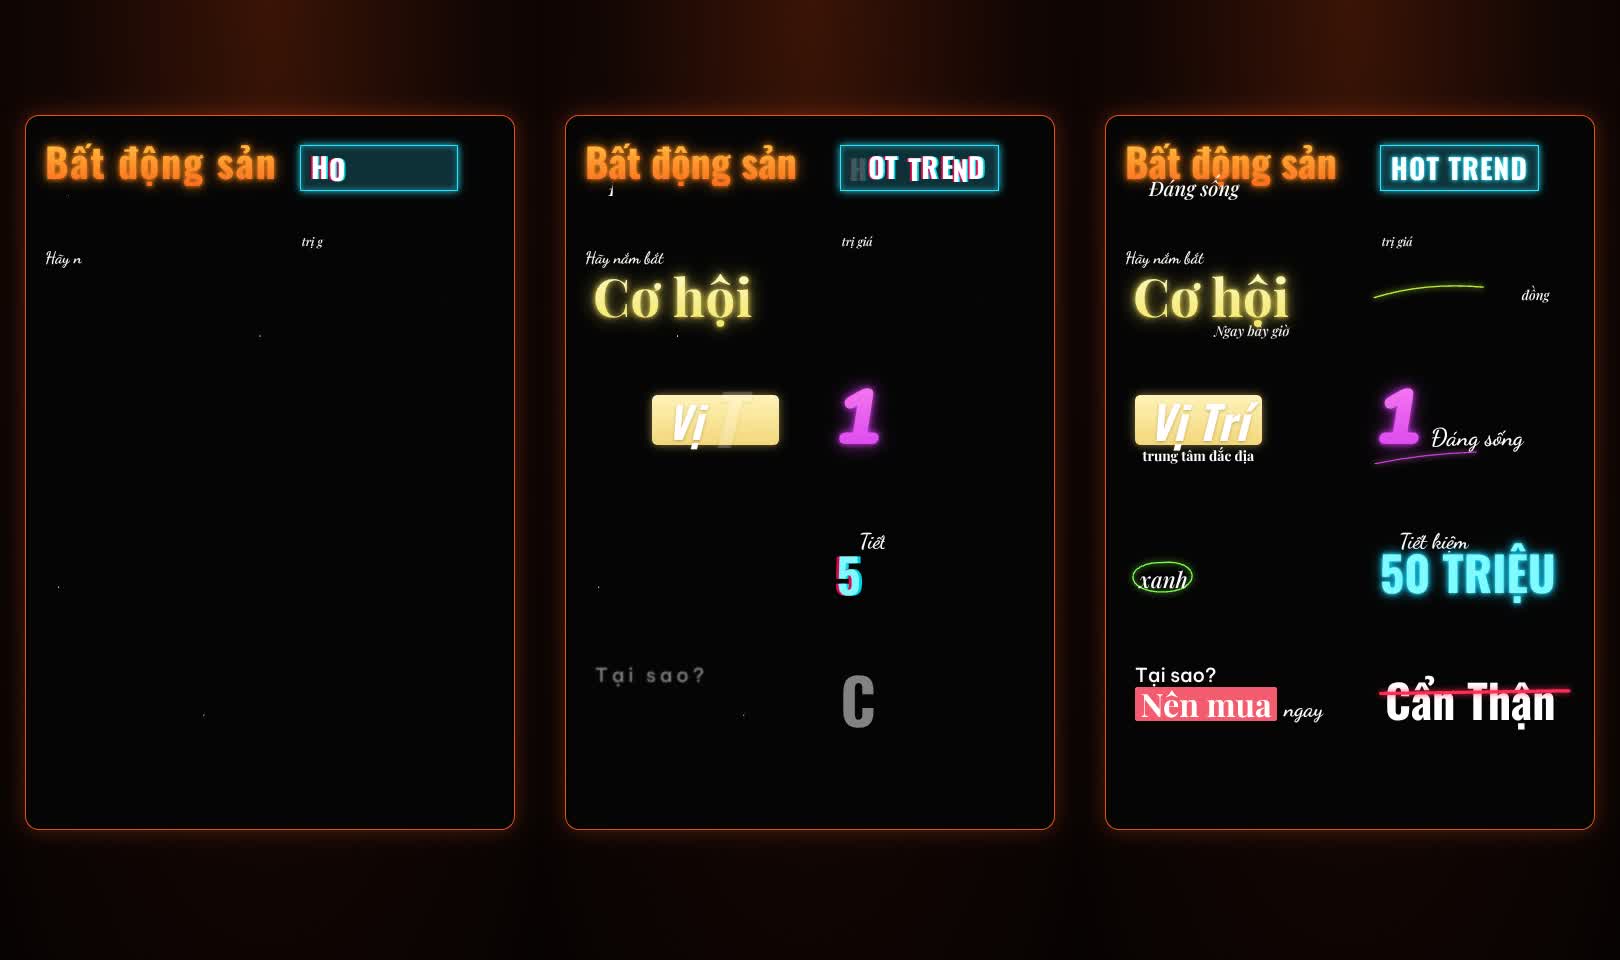 Bất động sản
HO
trị g
Hãy n
Bất động sản
HOT TREND
trị giá
Hãy nắm bắt
Cơ hội
Vị T
1
Tiết
5
Tại sao?
C
Bất động sản
Đáng sống
HOT TREND
trị giá
Hãy nắm bắt
Cơ hội
đồng
Ngay bây giờ
Vị Trí
trung tâm đắc địa
1 Đáng sống
xanh
Tiết kiệm
50 TRIỆU
Tại sao?
Nên mua ngay
Cẩn Thận